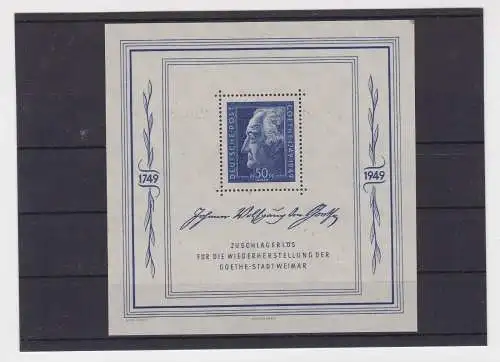 DEUTSCHE·POST
GOETHE 1749-1949
50
1749
1949
Johann Wolfgang von Goethe
ZUSCHLAGERLÖS
FÜR DIE WIEDERHERSTELLUNG DER
GOETHE-STADT WEIMAR